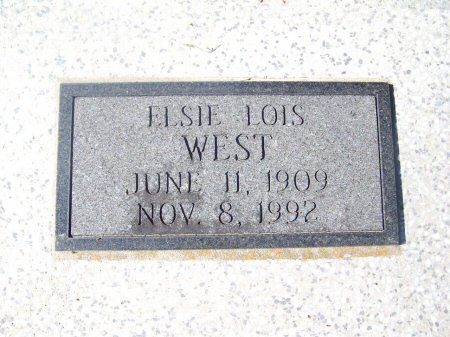 ELSIE LOIS
WEST
JUNE 11, 1909
NOV. 8, 1992